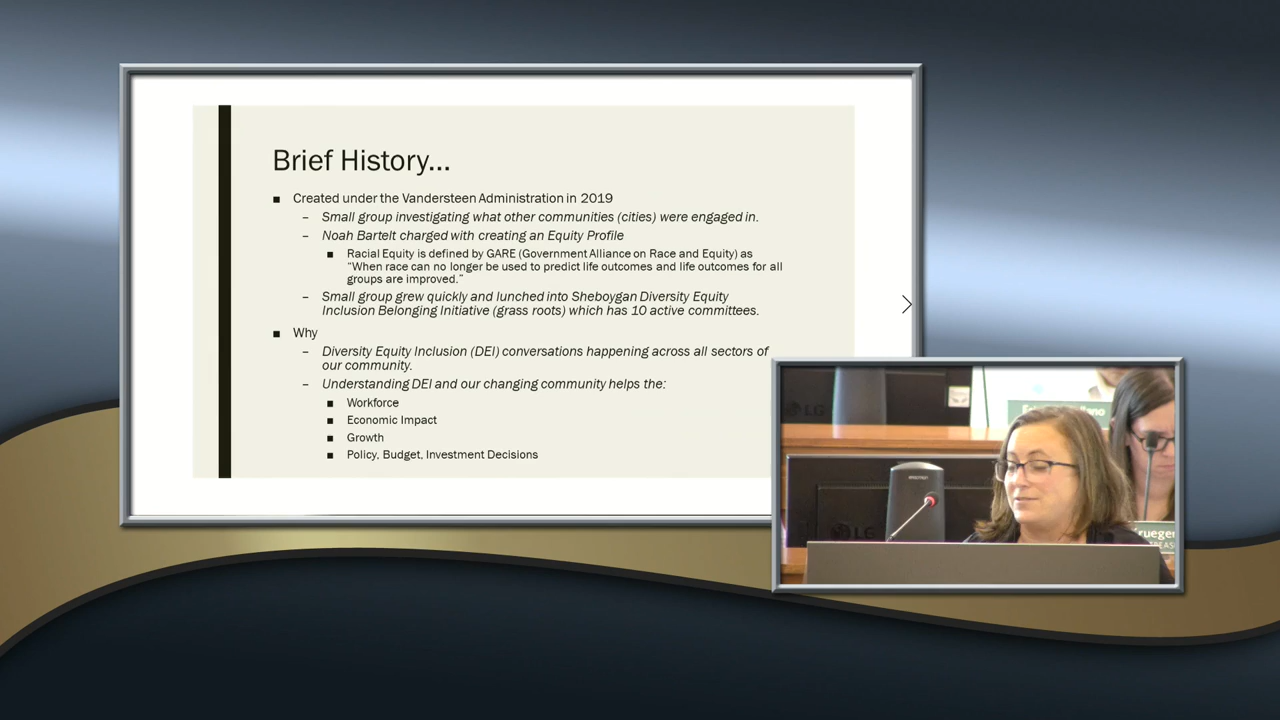 Brief History...
■ Created under the Vandersteen Administration in 2019
– Small group investigating what other communities (cities) were engaged in.
– Noah Bartelt charged with creating an Equity Profile
■ Racial Equity is defined by GARE (Government Alliance on Race and Equity) as
“When race can no longer be used to predict life outcomes and life outcomes for all
groups are improved.”
– Small group grew quickly and lunched into Sheboygan Diversity Equity
Inclusion Belonging Initiative (grass roots) which has 10 active committees.
■ Why
– Diversity Equity Inclusion (DEI) conversations happening across all sectors of
our community.
– Understanding DEI and our changing community helps the:
■ Workforce
■ Economic Impact
■ Growth
■ Policy, Budget, Investment Decisions
LG
LG
Krueger